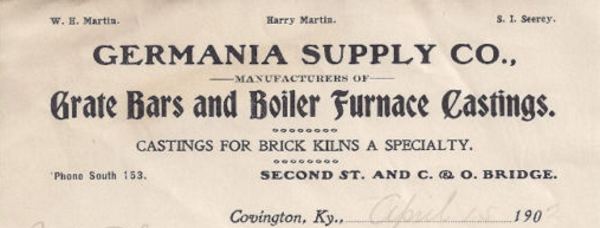 W. H. Martin. Harry Martin. S. I. Seerey.
GERMANIA SUPPLY CO.,
MANUFACTURERS OF
Grate Bars and Boiler Furnace Castings.
CASTINGS FOR BRICK KILNS A SPECIALTY.
'Phone South 153. SECOND ST. AND C. & O. BRIDGE.
Covington, Ky., April 190